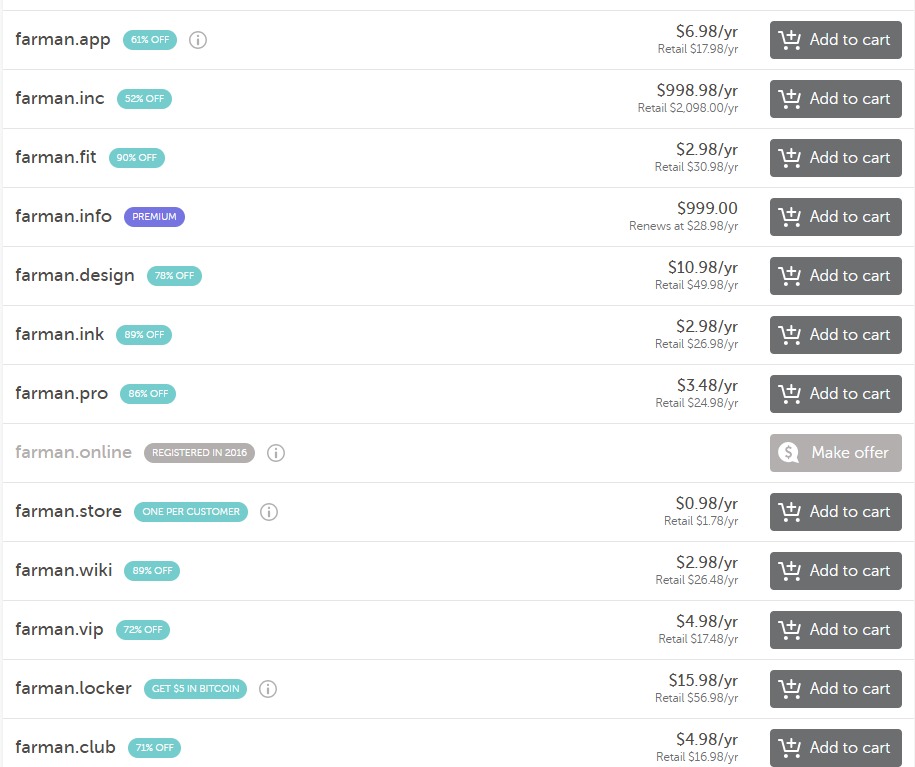 farman.app 61% OFF $6.98/yr Add to cart
Retail $17.98/yr
farman.inc 52% OFF $998.98/yr Add to cart
Retail $2,098.00/yr
farman.fit 90% OFF $2.98/yr Add to cart
Retail $30.98/yr
farman.info PREMIUM $999.00 Add to cart
Renews at $28.98/yr
farman.design 78% OFF $10.98/yr Add to cart
Retail $49.98/yr
farman.ink 89% OFF $2.98/yr Add to cart
Retail $26.98/yr
farman.pro 86% OFF $3.48/yr Add to cart
Retail $24.98/yr
farman.online REGISTERED IN 2016 Make offer
farman.store ONE PER CUSTOMER $0.98/yr Add to cart
Retail $1.78/yr
farman.wiki 89% OFF $2.98/yr Add to cart
Retail $26.48/yr
farman.vip 72% OFF $4.98/yr Add to cart
Retail $17.48/yr
farman.locker GET $5 IN BITCOIN $15.98/yr Add to cart
Retail $56.98/yr
farman.club 71% OFF $4.98/yr Add to cart
Retail $16.98/yr